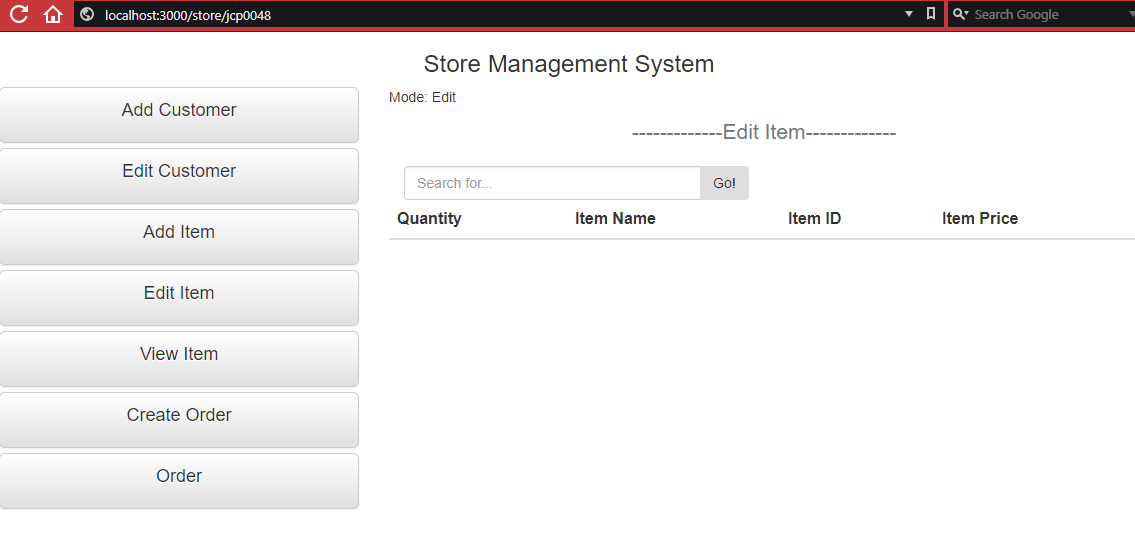 localhost:3000/store/jcp0048
Search Google
Store Management System
Add Customer
Edit Customer
Add Item
Edit Item
View Item
Create Order
Order
Mode: Edit
-------------Edit Item-------------
Search for... Go!
Quantity Item Name Item ID Item Price